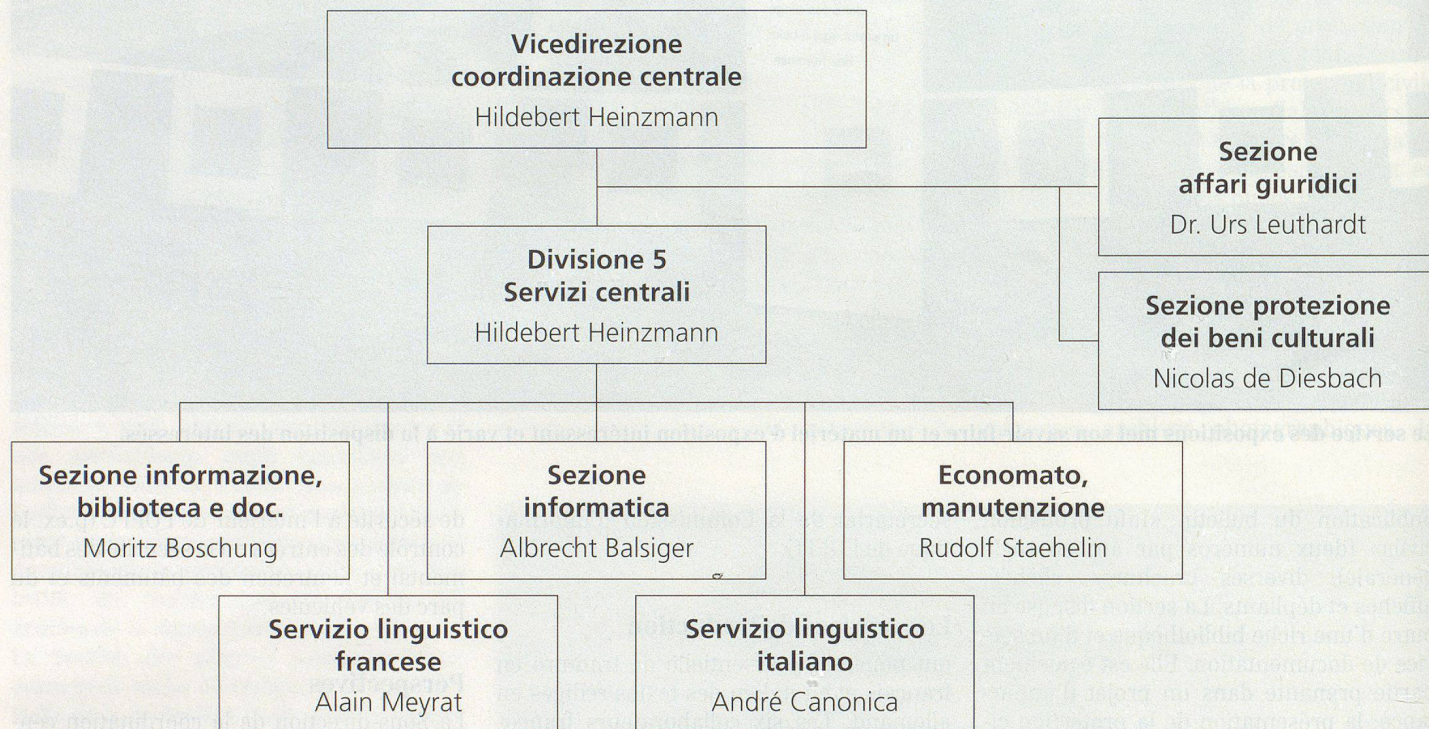 Vicedirezione
coordinazione centrale
Hildebert Heinzmann
Sezione
affari giuridici
Dr. Urs Leuthardt
Divisione 5
Servizi centrali
Hildebert Heinzmann
Sezione protezione
dei beni culturali
Nicolas de Diesbach
Sezione informazione,
biblioteca e doc.
Moritz Boschung
Sezione
informatica
Albrecht Balsiger
Economato,
manutenzione
Rudolf Staehelin
Servizio linguistico
francese
Alain Meyrat
Servizio linguistico
italiano
André Canonica